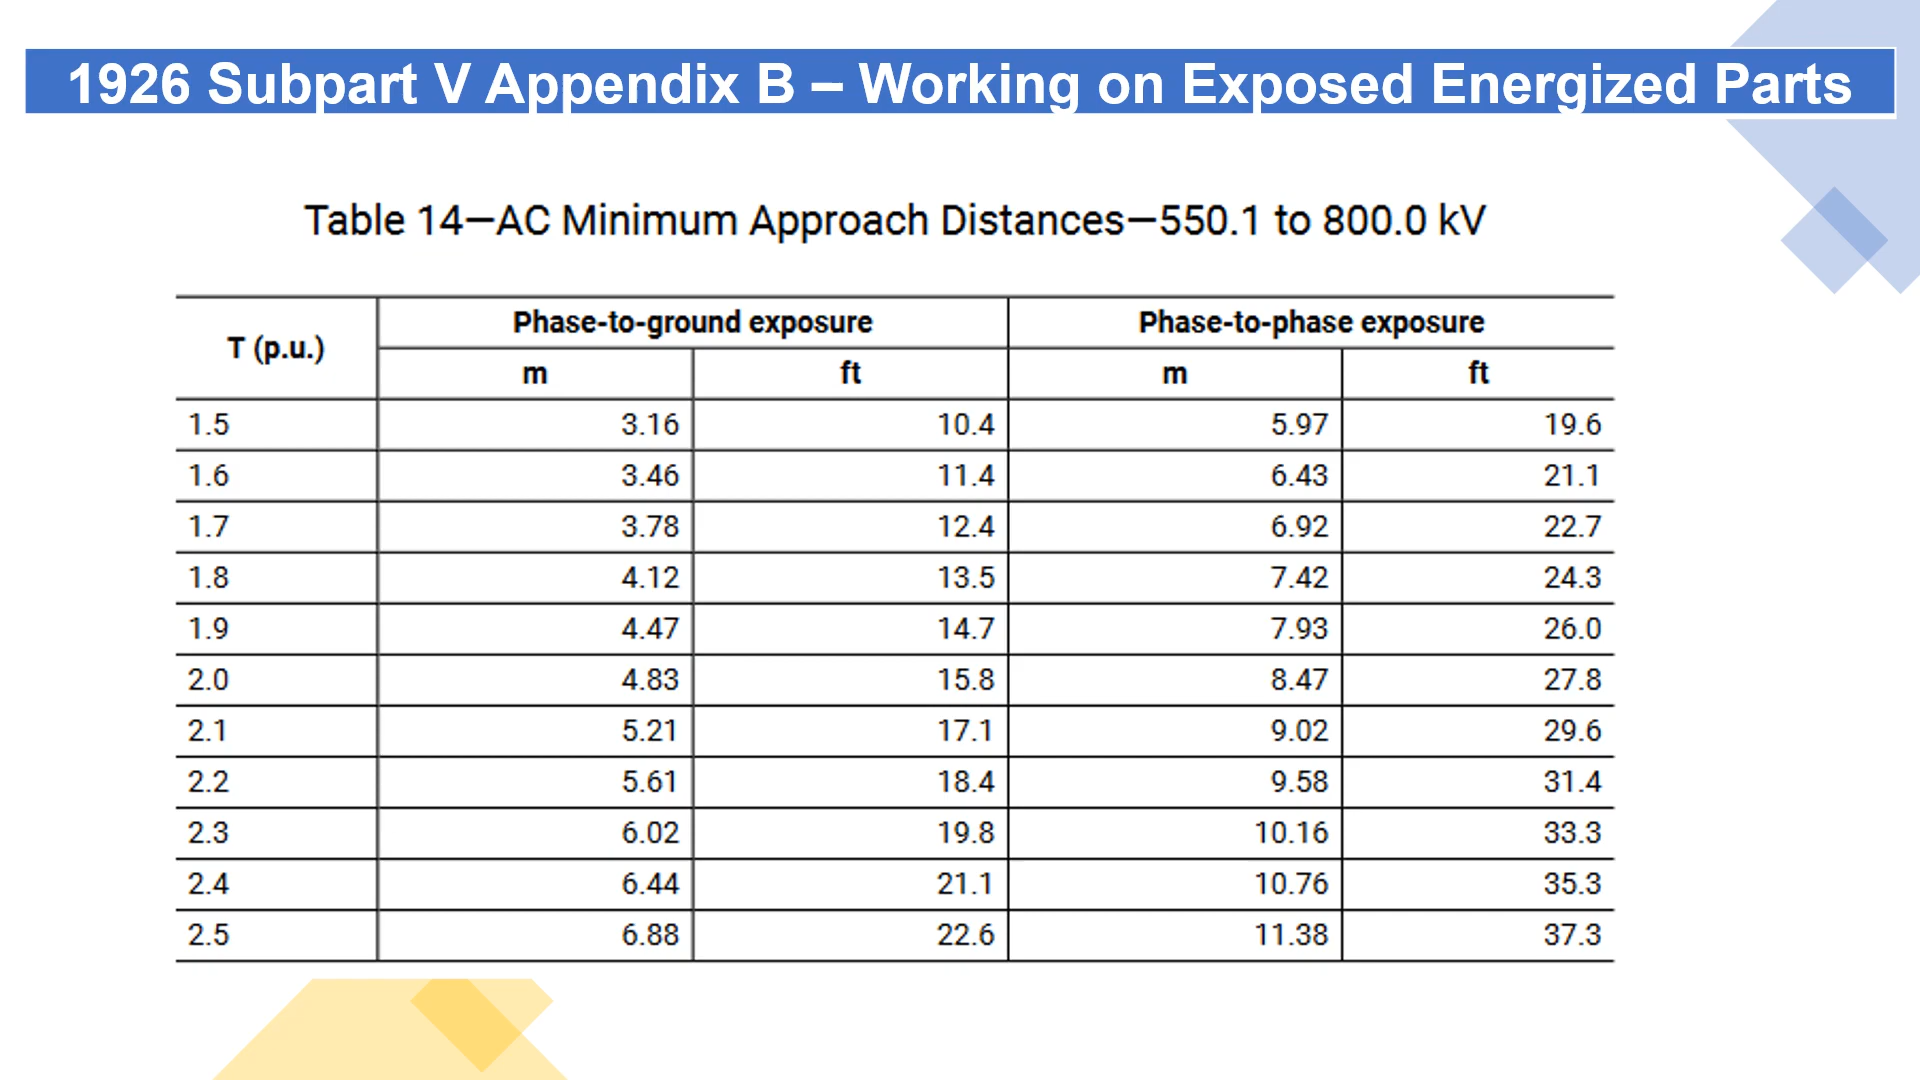 1926 Subpart V Appendix B – Working on Exposed Energized Parts
Table 14—AC Minimum Approach Distances—550.1 to 800.0 kV
T (p.u.) Phase-to-ground exposure Phase-to-phase exposure
m ft m ft
1.5 3.16 10.4 5.97 19.6
1.6 3.46 11.4 6.43 21.1
1.7 3.78 12.4 6.92 22.7
1.8 4.12 13.5 7.42 24.3
1.9 4.47 14.7 7.93 26.0
2.0 4.83 15.8 8.47 27.8
2.1 5.21 17.1 9.02 29.6
2.2 5.61 18.4 9.58 31.4
2.3 6.02 19.8 10.16 33.3
2.4 6.44 21.1 10.76 35.3
2.5 6.88 22.6 11.38 37.3